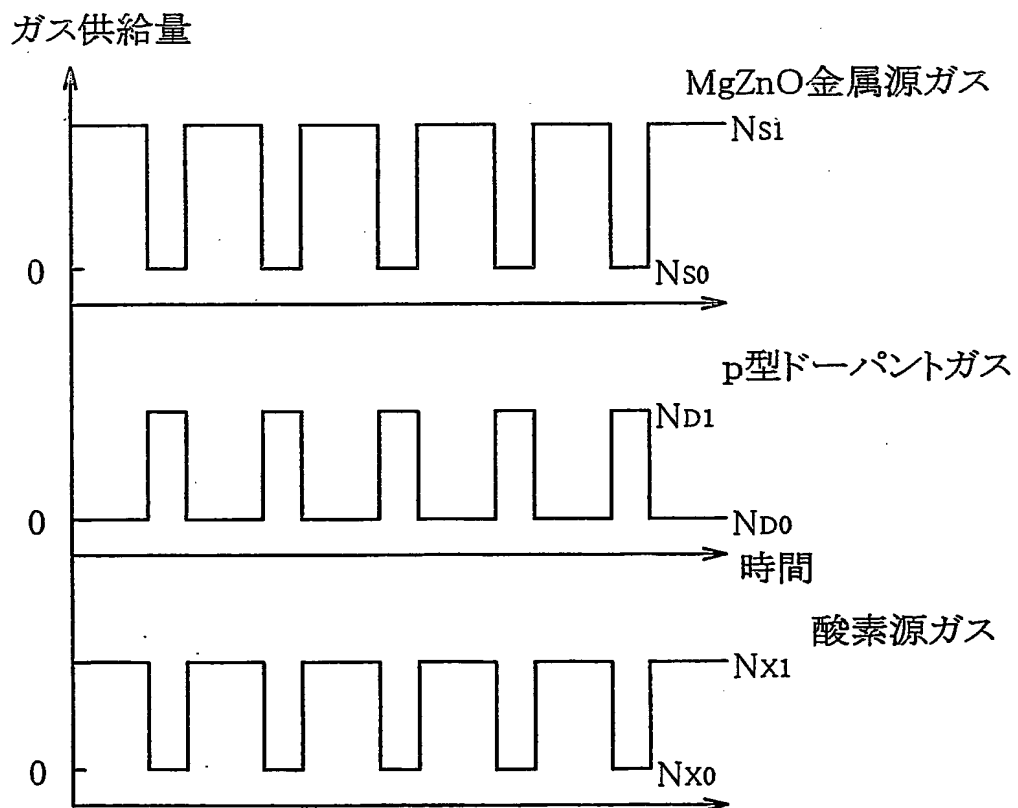 ガス供給量
MgZnO金属源ガス
NS1
0
NS0
p型ドーパントガス
ND1
0
ND0
時間
酸素源ガス
NX1
0
NX0